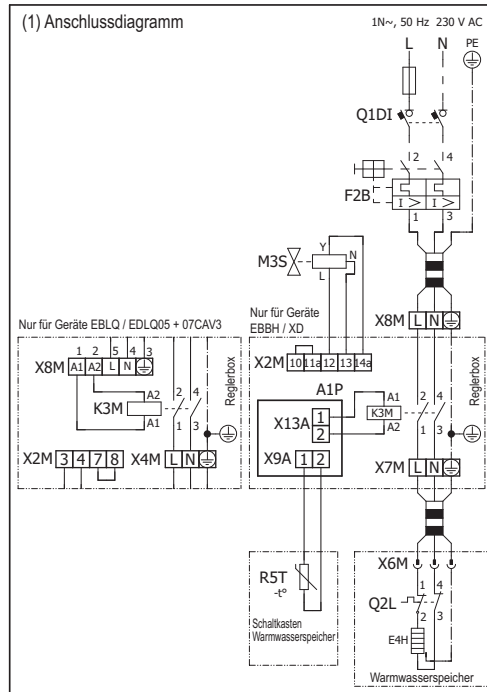 (1) Anschlussdiagramm
1N~, 50 Hz 230 V AC
L N PE
Q1DI
2 4
F2B
I > I >
1 3
Y
M3S N
L
Nur für Geräte EBLQ / EDLQ05 + 07CAV3
Nur für Geräte
EBBH / XD
X8M L N
1 2 5 4 3
X8M A1 A2 L N
X2M 10 11a 12 13 14a
Reglerbox
Reglerbox
A2
K3M
A1
2 4
1 3
A1P
X13A 1
2
A1
K3M
A2
2 4
1 3
X2M 3 4 7 8
X4M L N
X9A 1 2
X7M L N
R5T
-t°
Schaltkasten
Warmwasserspeicher
X6M
1 4
Q2L
2 3
E4H
Warmwasserspeicher